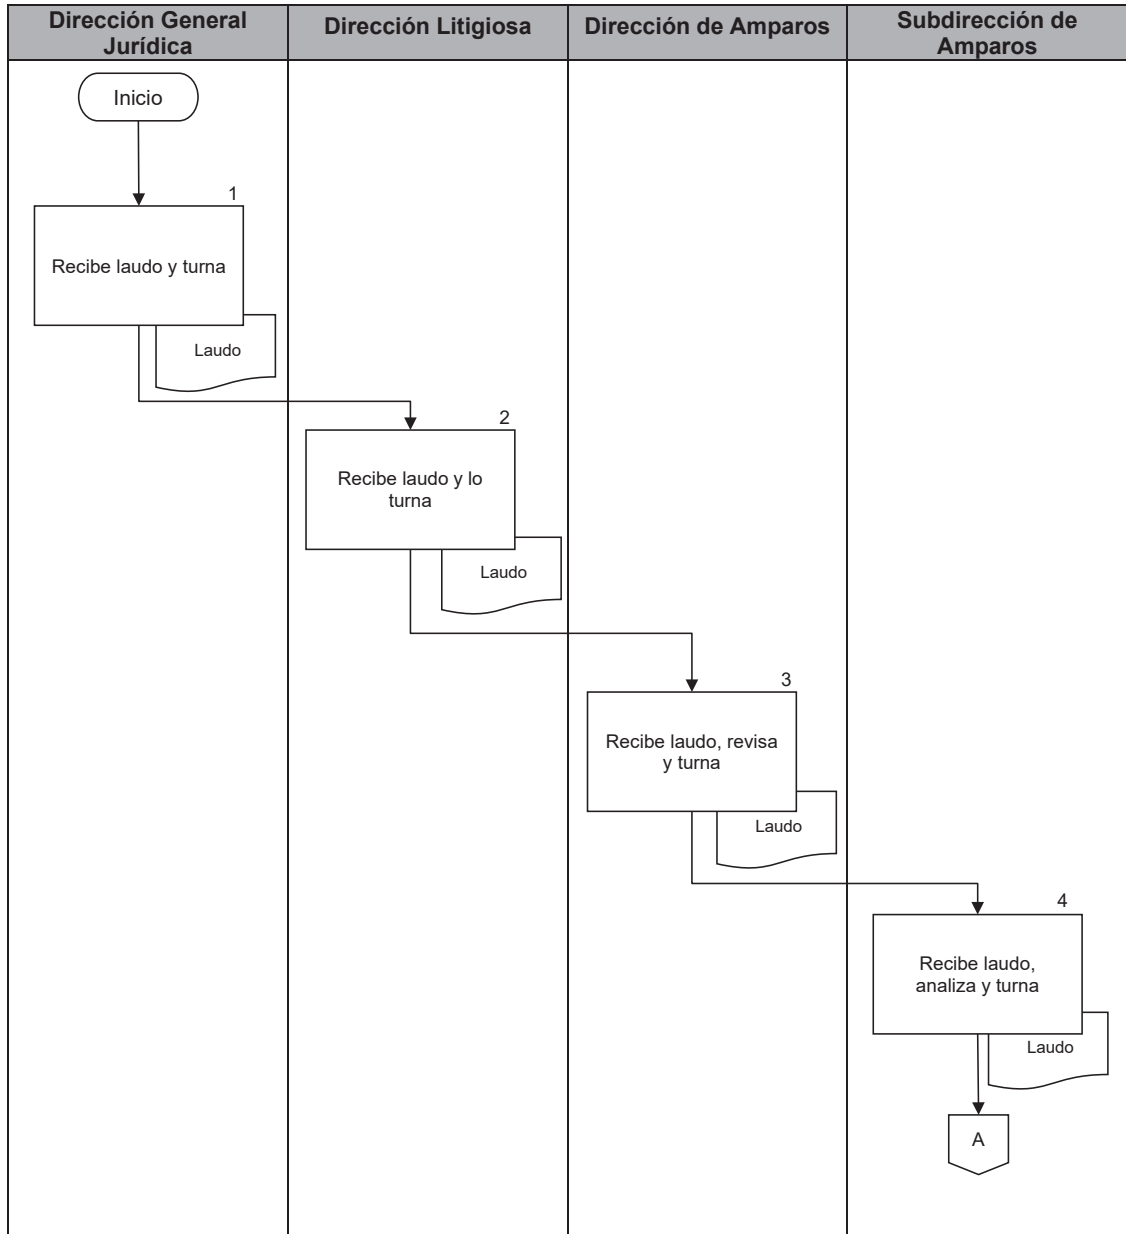 Dirección General
Jurídica
Dirección Litigiosa
Dirección de Amparos
Subdirección de
Amparos
Inicio
1
Recibe laudo y turna
Laudo
2
Recibe laudo y lo
turna
Laudo
3
Recibe laudo, revisa
y turna
Laudo
4
Recibe laudo,
analiza y turna
Laudo
A